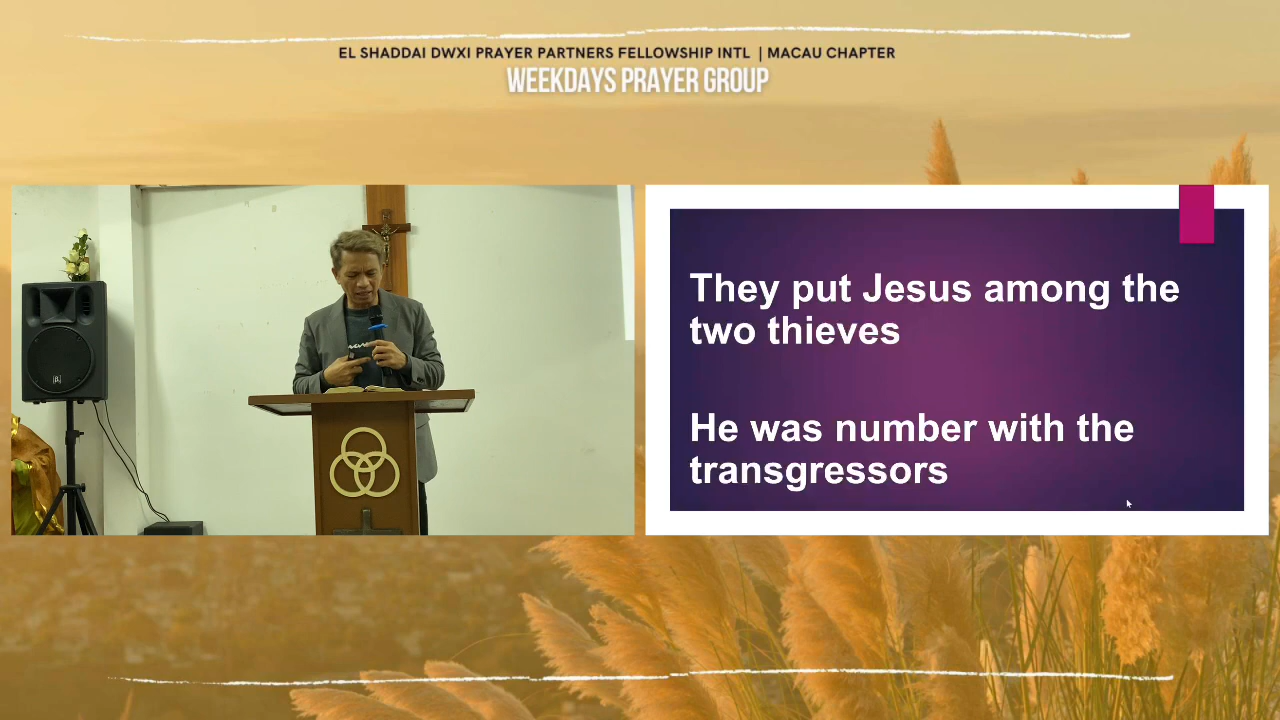 EL SHADDAI DWXI PRAYER PARTNERS FELLOWSHIP INTL | MACAU CHAPTER
WEEKDAYS PRAYER GROUP
They put Jesus among the
two thieves
He was number with the
transgressors